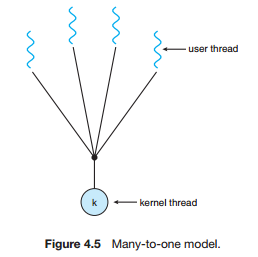 user thread
k
kernel thread
Figure 4.5 Many-to-one model.